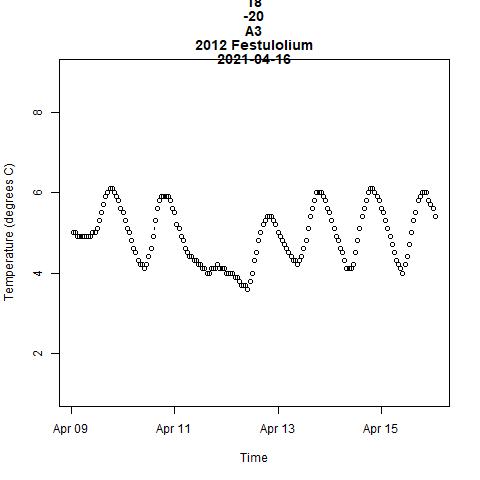 18
-20
A3
2012 Festulolium
2021-04-16
Temperature (degrees C)
8
6
4
2
Apr 09
Apr 11
Apr 13
Apr 15
Time